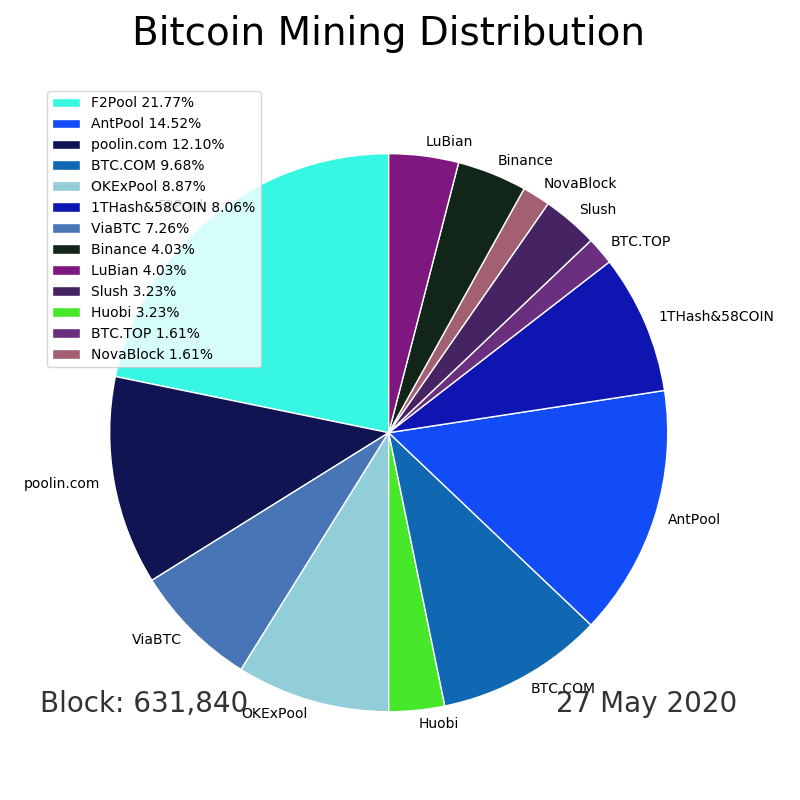 Bitcoin Mining Distribution
F2Pool 21.77%
AntPool 14.52%
poolin.com 12.10%
BTC.COM 9.68%
OKExPool 8.87%
1THash&58COIN 8.06%
ViaBTC 7.26%
Binance 4.03%
LuBian 4.03%
Slush 3.23%
Huobi 3.23%
BTC.TOP 1.61%
NovaBlock 1.61%
LuBian
Binance
NovaBlock
Slush
BTC.TOP
1THash&58COIN
AntPool
BTC.COM
Huobi
OKExPool
ViaBTC
poolin.com
Block: 631,840
27 May 2020